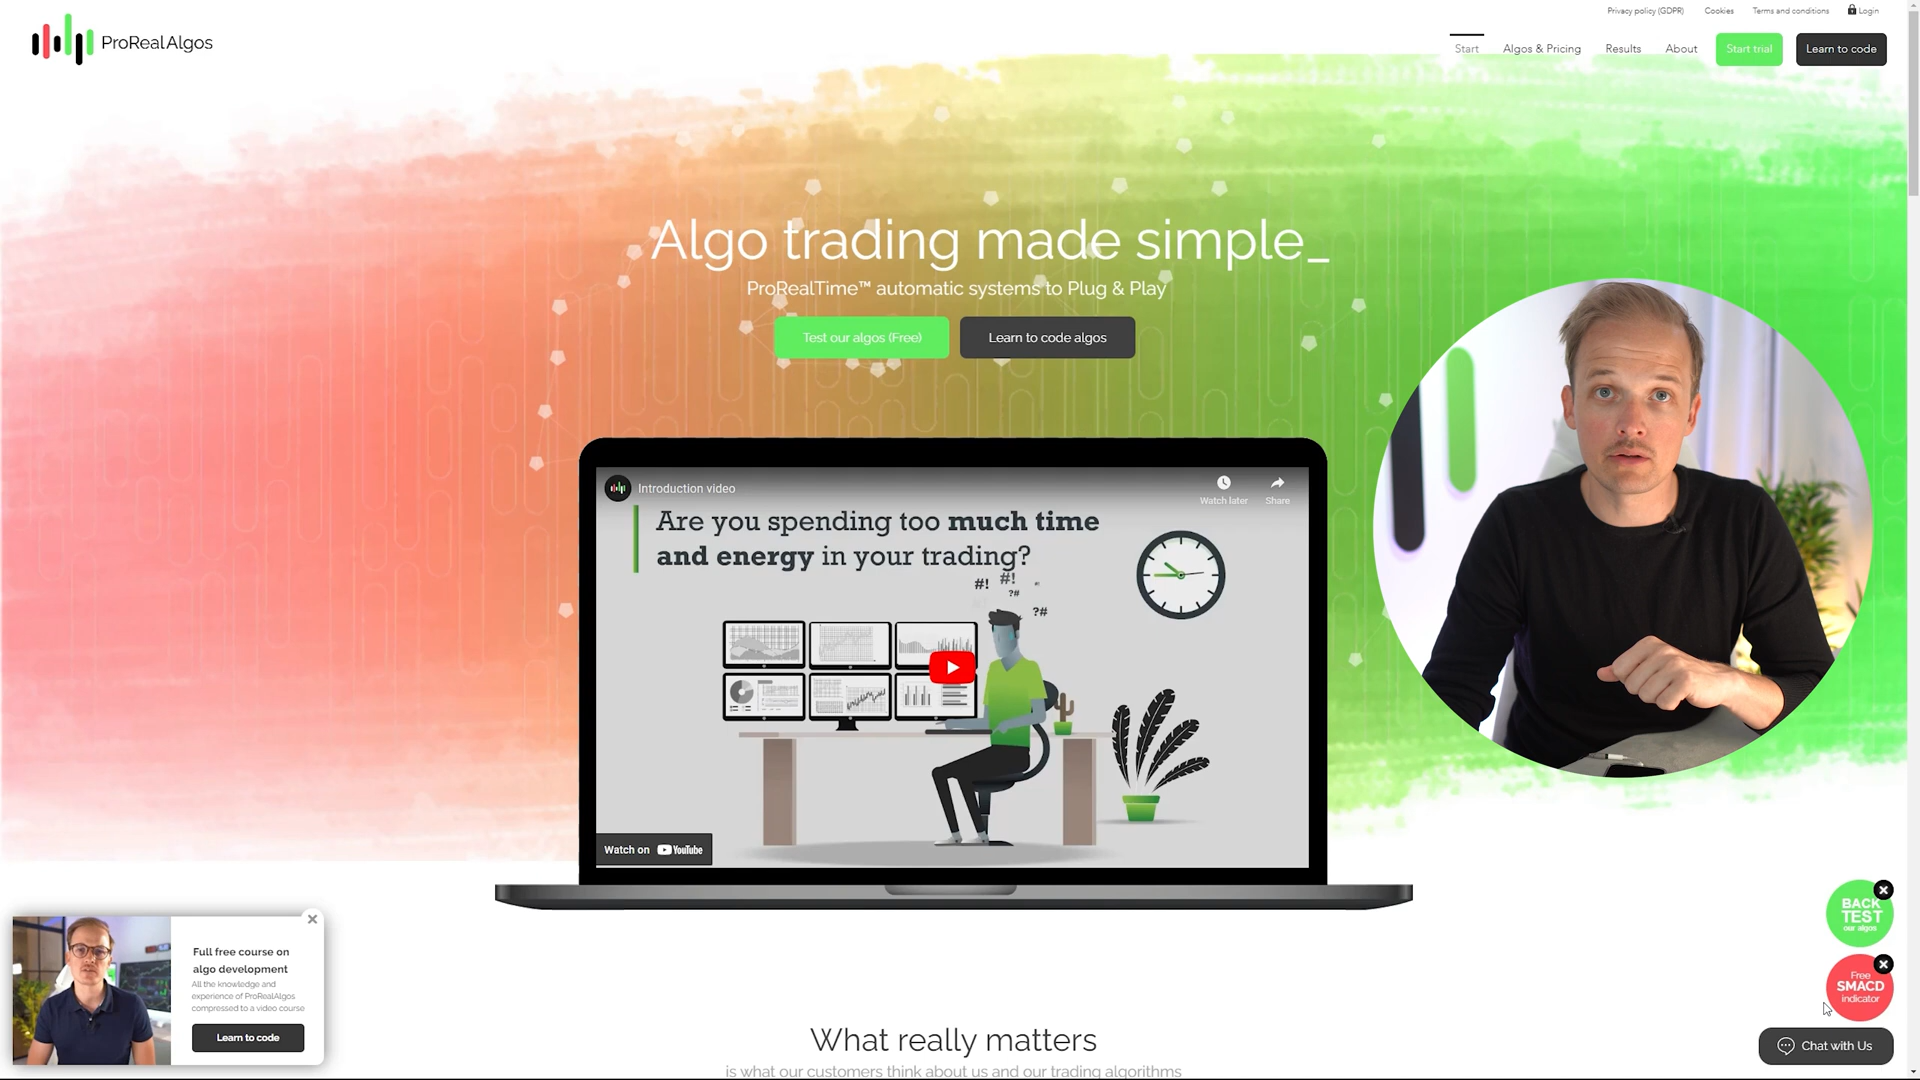 Privacy policy (GDPR) Cookies Terms and conditions Login
ProRealAlgos
Start Algos & Pricing Results About Start trial Learn to code
Algo trading made simple_
ProRealTime™ automatic systems to Plug & Play
Test our algos (Free) Learn to code algos
Introduction video
Watch later Share
Are you spending too much time
and energy in your trading?
#! #!
?#
?#
Watch on YouTube
Full free course on
algo development
All the knowledge and
experience of ProRealAlgos
compressed to a video course
Learn to code
BACK
TEST
our algos
Free
SMACD
indicator
Chat with Us
What really matters
is what our customers think about us and our trading algorithms